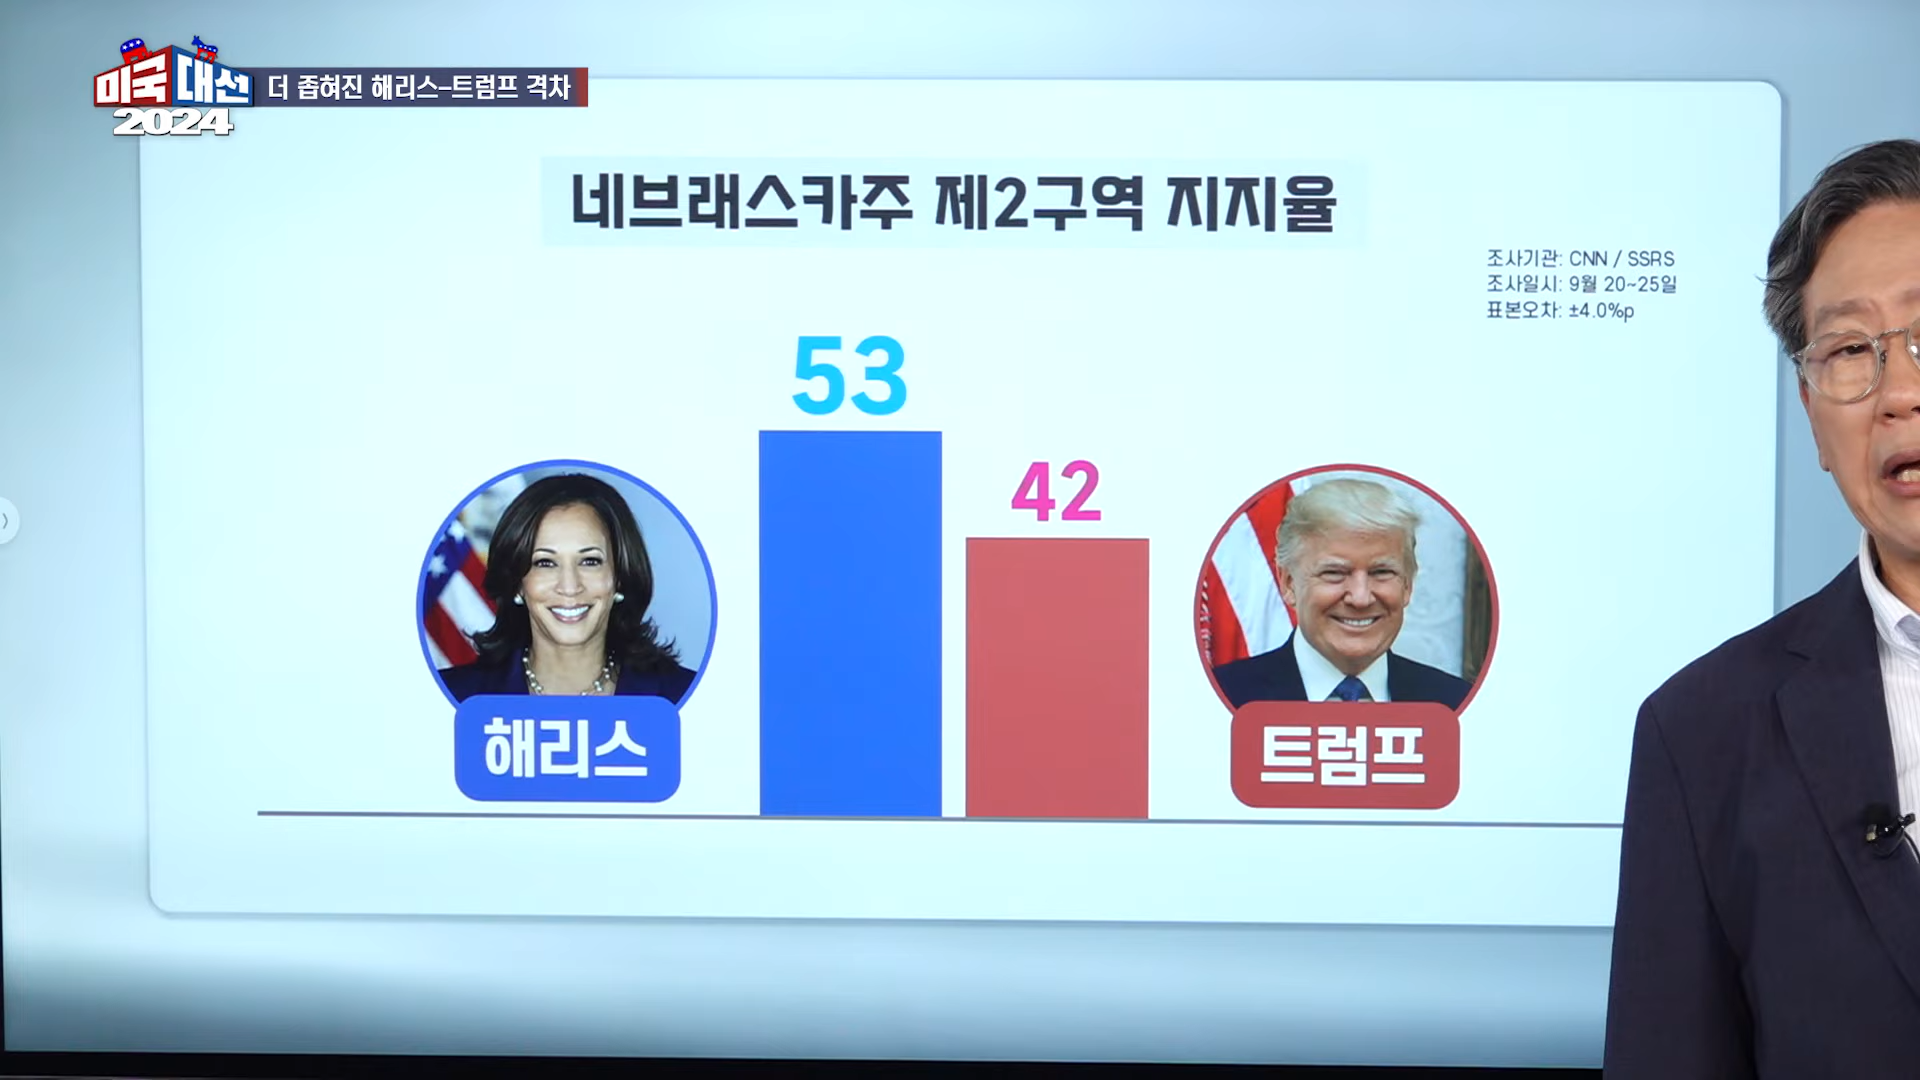 미국 대선
2024
더 좁혀진 해리스-트럼프 격차
네브래스카주 제2구역 지지율
조사기관: CNN / SSRS
조사일시: 9월 20~25일
표본오차: ±4.0%p
53
42
해리스
트럼프